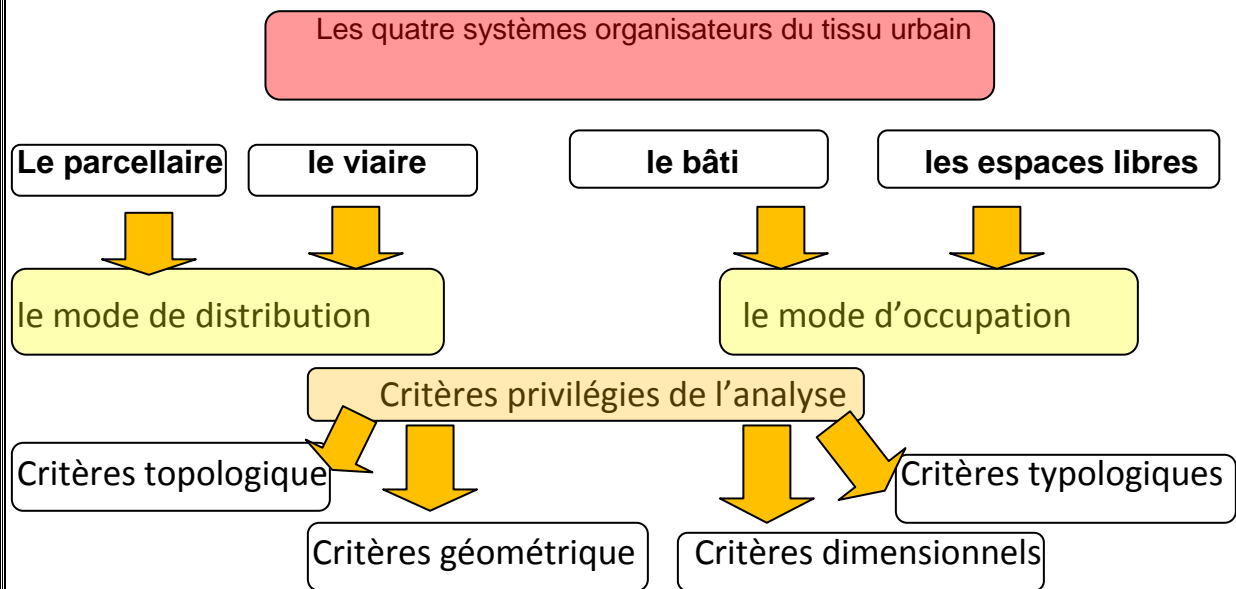 Les quatre systèmes organisateurs du tissu urbain
Le parcellaire
le viaire
le bâti
les espaces libres
le mode de distribution
le mode d’occupation
Critères privilégies de l’analyse
Critères topologique
Critères typologiques
Critères géométrique
Critères dimensionnels